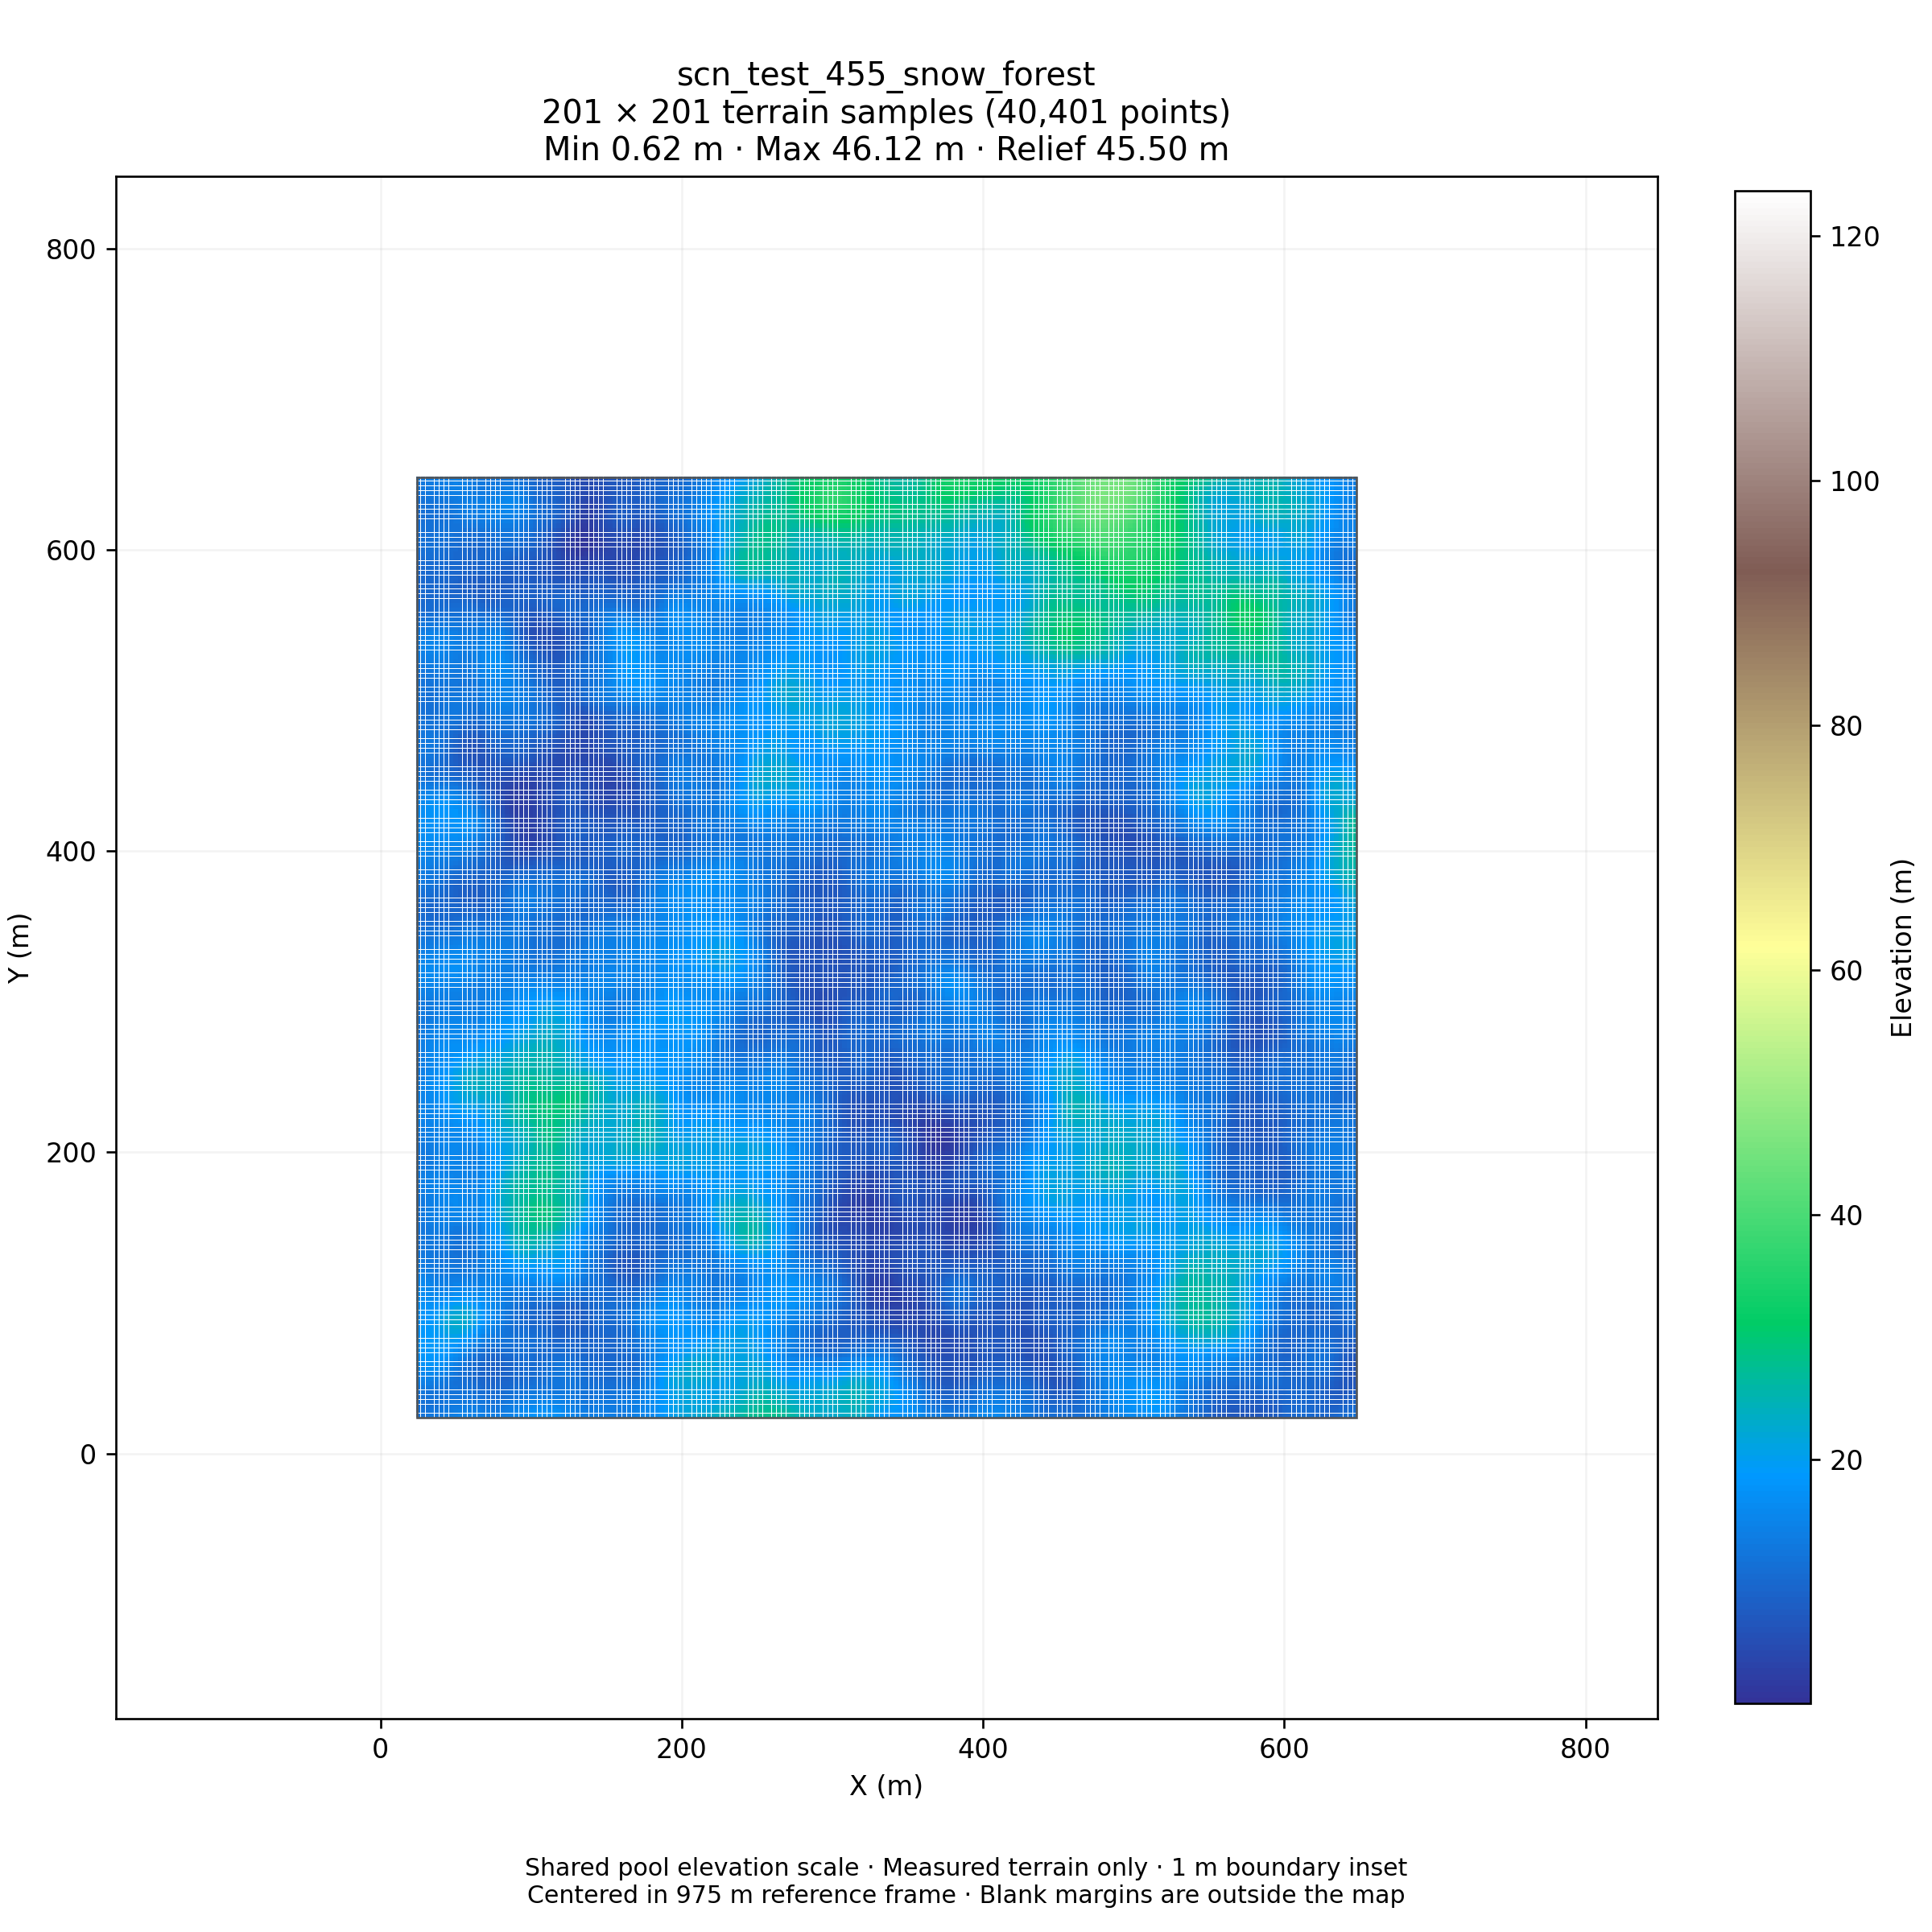 scn_test_455_snow_forest
201 × 201 terrain samples (40,401 points)
Min 0.62 m · Max 46.12 m · Relief 45.50 m
800
600
400
200
0
Y (m)
0
200
400
600
800
X (m)
120
100
80
60
40
20
Elevation (m)
Shared pool elevation scale · Measured terrain only · 1 m boundary inset
Centered in 975 m reference frame · Blank margins are outside the map